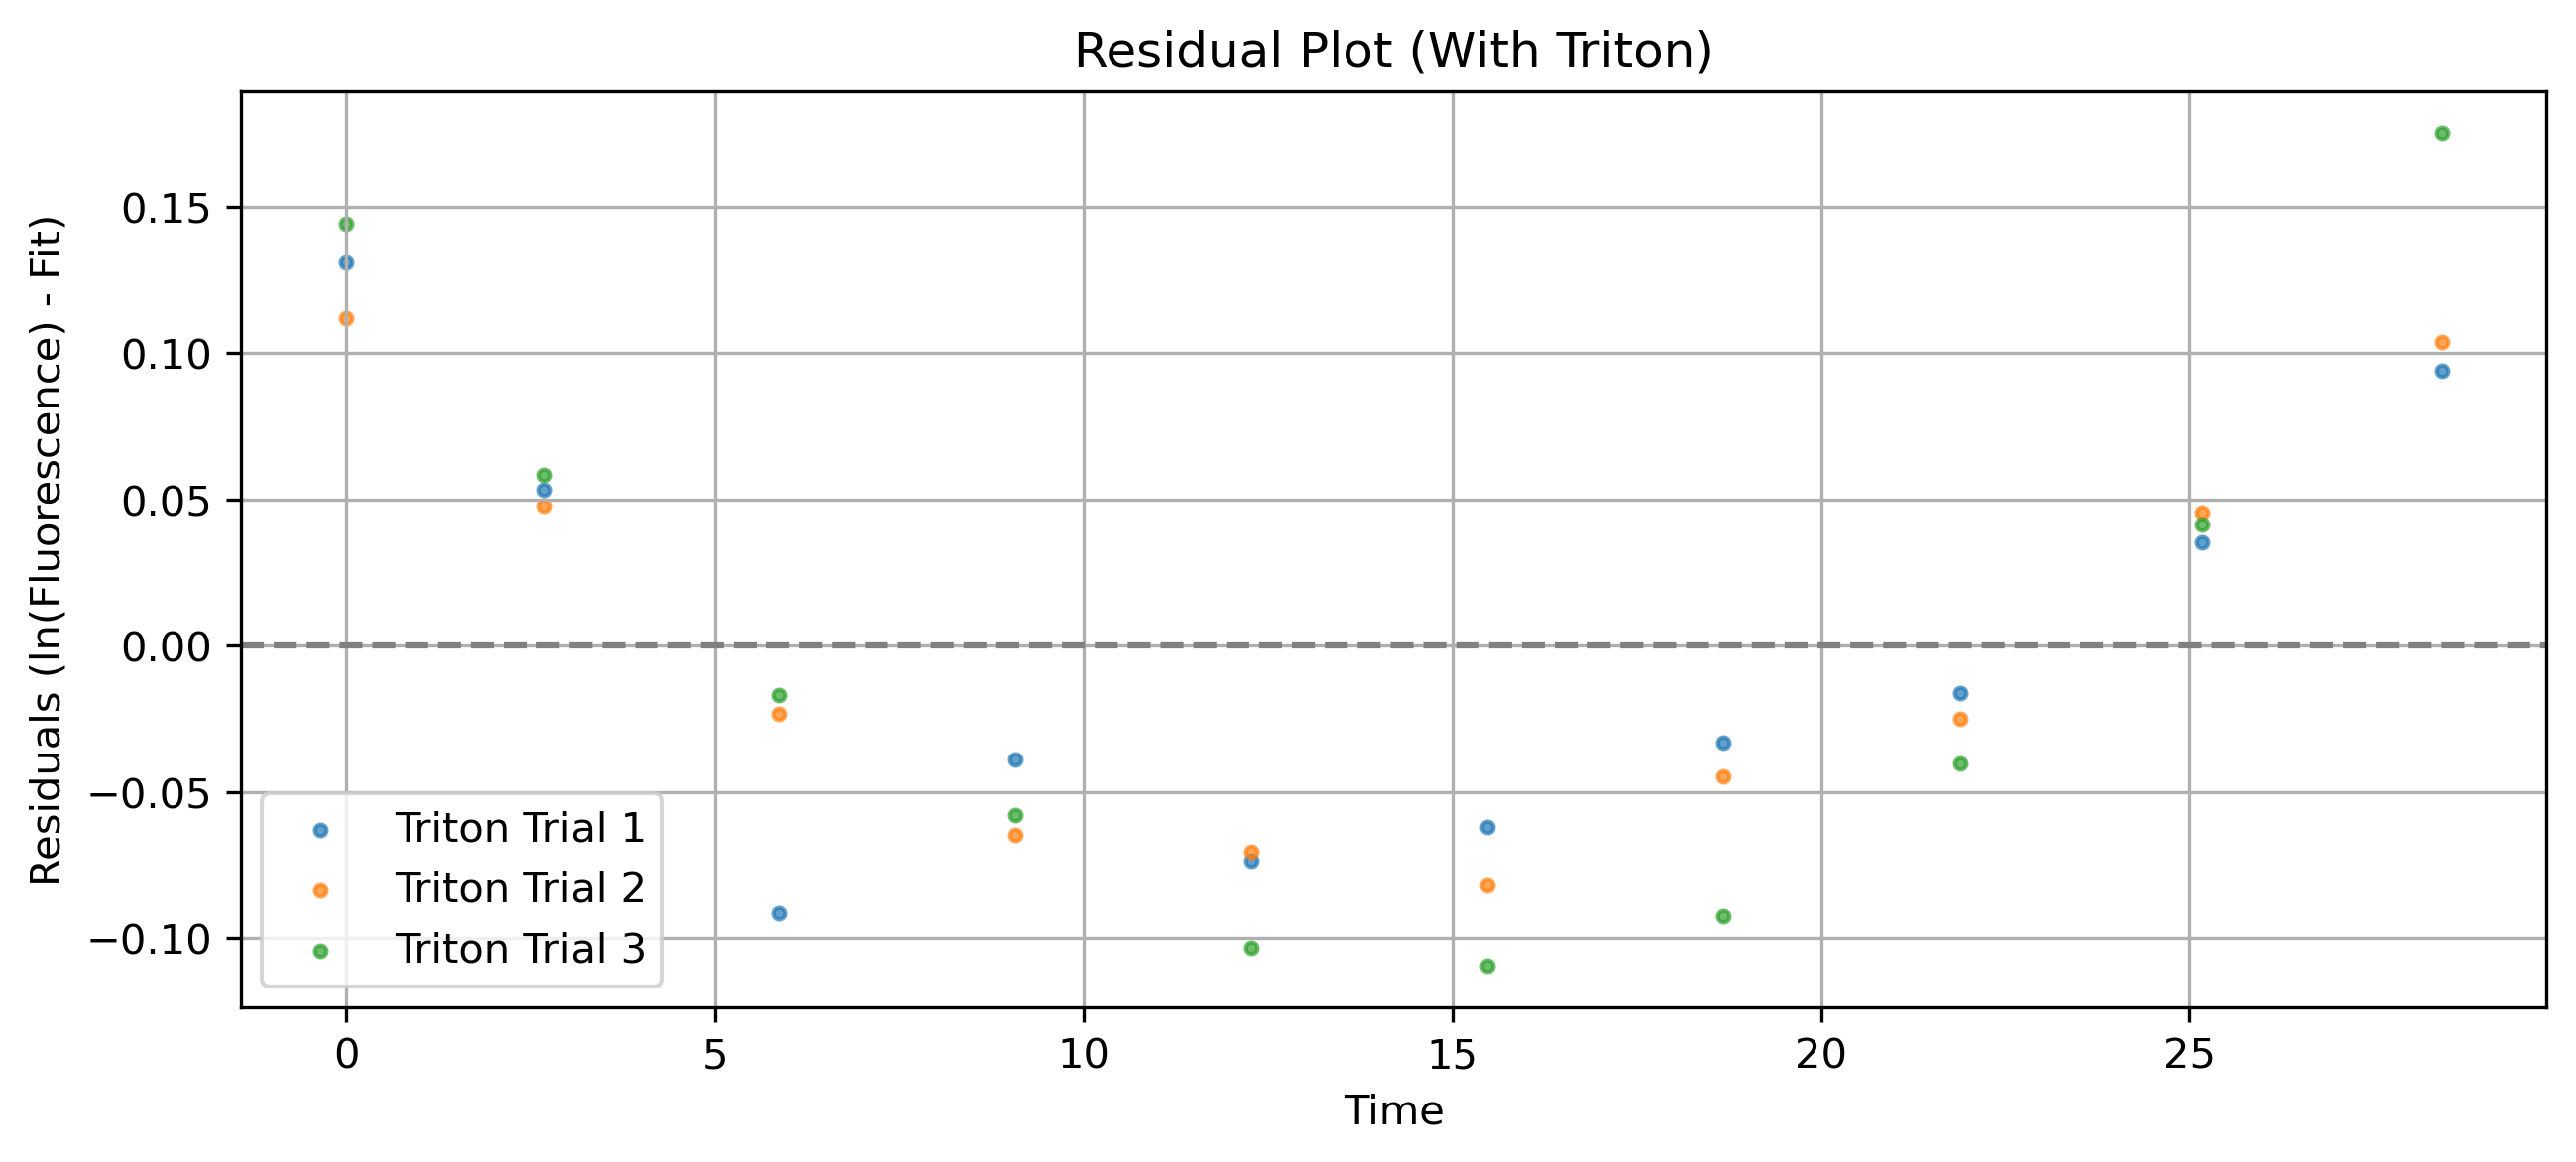 Residual Plot (With Triton)
Residuals (ln(Fluorescence) - Fit)
0.15
0.10
0.05
0.00
−0.05
−0.10
Triton Trial 1
Triton Trial 2
Triton Trial 3
0 5 10 15 20 25
Time